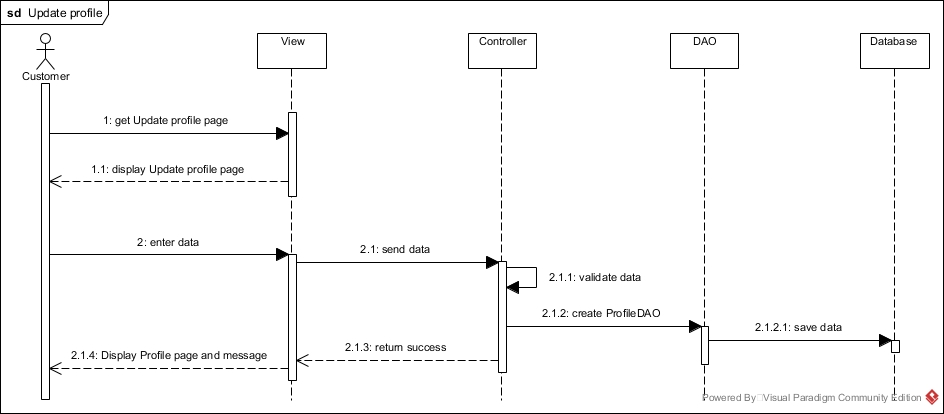 sd Update profile
Customer
View
Controller
DAO
Database
1: get Update profile page
1.1: display Update profile page
2: enter data
2.1: send data
2.1.1: validate data
2.1.2: create ProfileDAO
2.1.2.1: save data
2.1.3: return success
2.1.4: Display Profile page and message
Powered By Visual Paradigm Community Edition